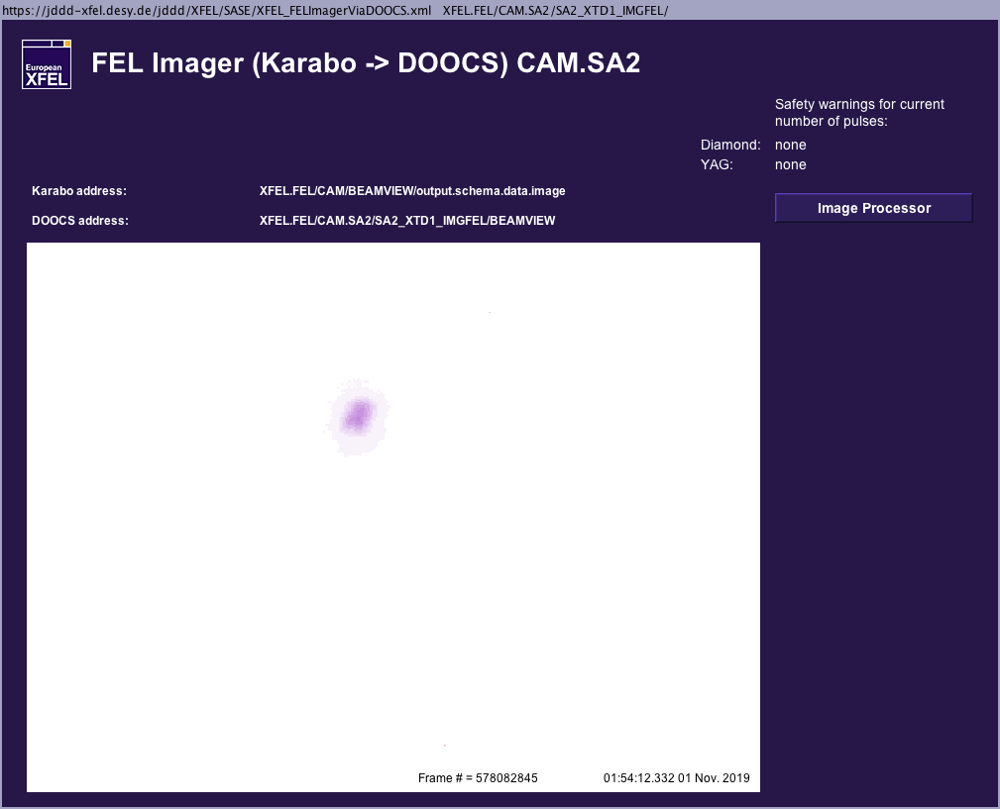 https://jddd-xfel.desy.de/jddd/XFEL/SASE/XFEL_FELImagerViaDOOCS.xml XFEL.FEL/CAM.SA2/SA2_XTD1_IMGFEL/
European
XFEL
FEL Imager (Karabo -> DOOCS) CAM.SA2
Safety warnings for current
number of pulses:
Diamond: none
YAG: none
Karabo address: XFEL.FEL/CAM/BEAMVIEW/output.schema.data.image
DOOCS address: XFEL.FEL/CAM.SA2/SA2_XTD1_IMGFEL/BEAMVIEW
Image Processor
Frame # = 578082845 01:54:12.332 01 Nov. 2019